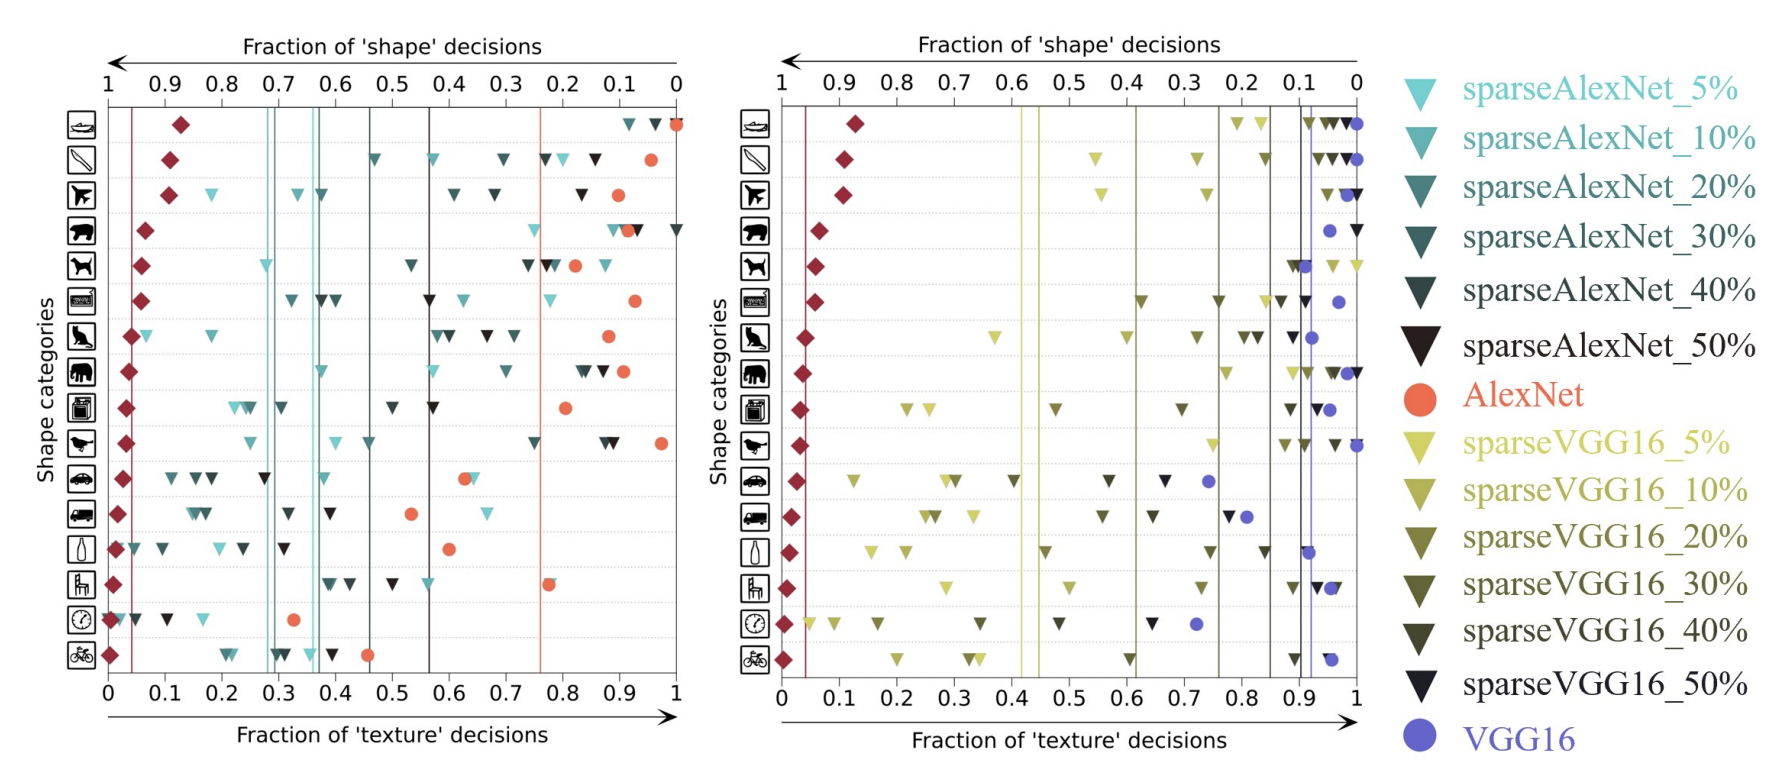 Fraction of 'shape' decisions
1 0.9 0.8 0.7 0.6 0.5 0.4 0.3 0.2 0.1 0
Shape categories
0 0.1 0.2 0.3 0.4 0.5 0.6 0.7 0.8 0.9 1
Fraction of 'texture' decisions
Fraction of 'shape' decisions
1 0.9 0.8 0.7 0.6 0.5 0.4 0.3 0.2 0.1 0
Shape categories
0 0.1 0.2 0.3 0.4 0.5 0.6 0.7 0.8 0.9 1
Fraction of 'texture' decisions
sparseAlexNet_5%
sparseAlexNet_10%
sparseAlexNet_20%
sparseAlexNet_30%
sparseAlexNet_40%
sparseAlexNet_50%
AlexNet
sparseVGG16_5%
sparseVGG16_10%
sparseVGG16_20%
sparseVGG16_30%
sparseVGG16_40%
sparseVGG16_50%
VGG16